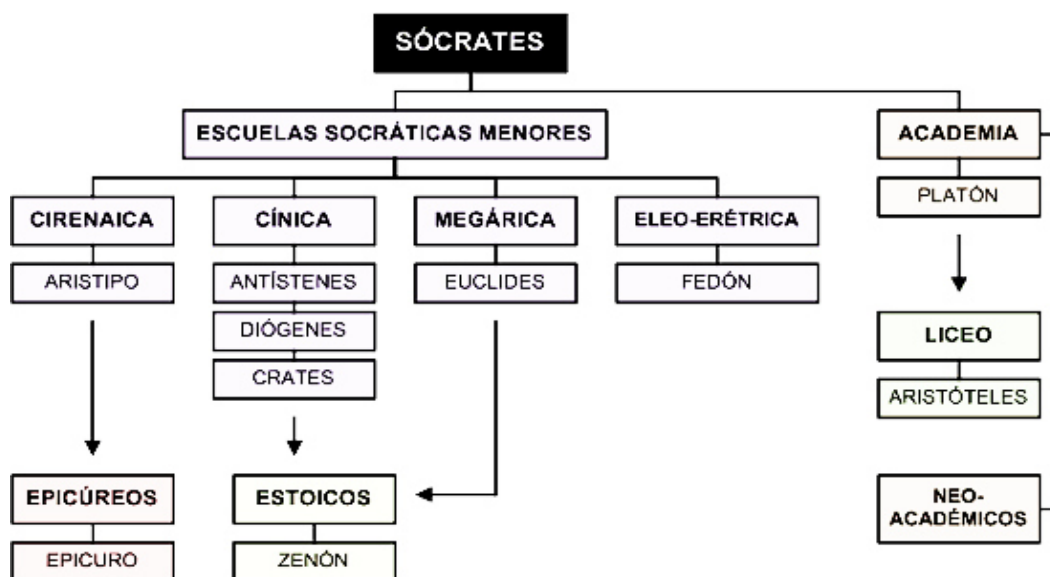 SÓCRATES
ESCUELAS SOCRÁTICAS MENORES
ACADEMIA
PLATÓN
CIRENAICA
CÍNICA
MEGÁRICA
ELEO-ERÉTRICA
ARISTIPO
ANTÍSTENES
EUCLIDES
FEDÓN
DIÓGENES
CRATES
LICEO
ARISTÓTELES
EPICÚREOS
ESTOICOS
NEO-
ACADÉMICOS
EPICURO
ZENÓN